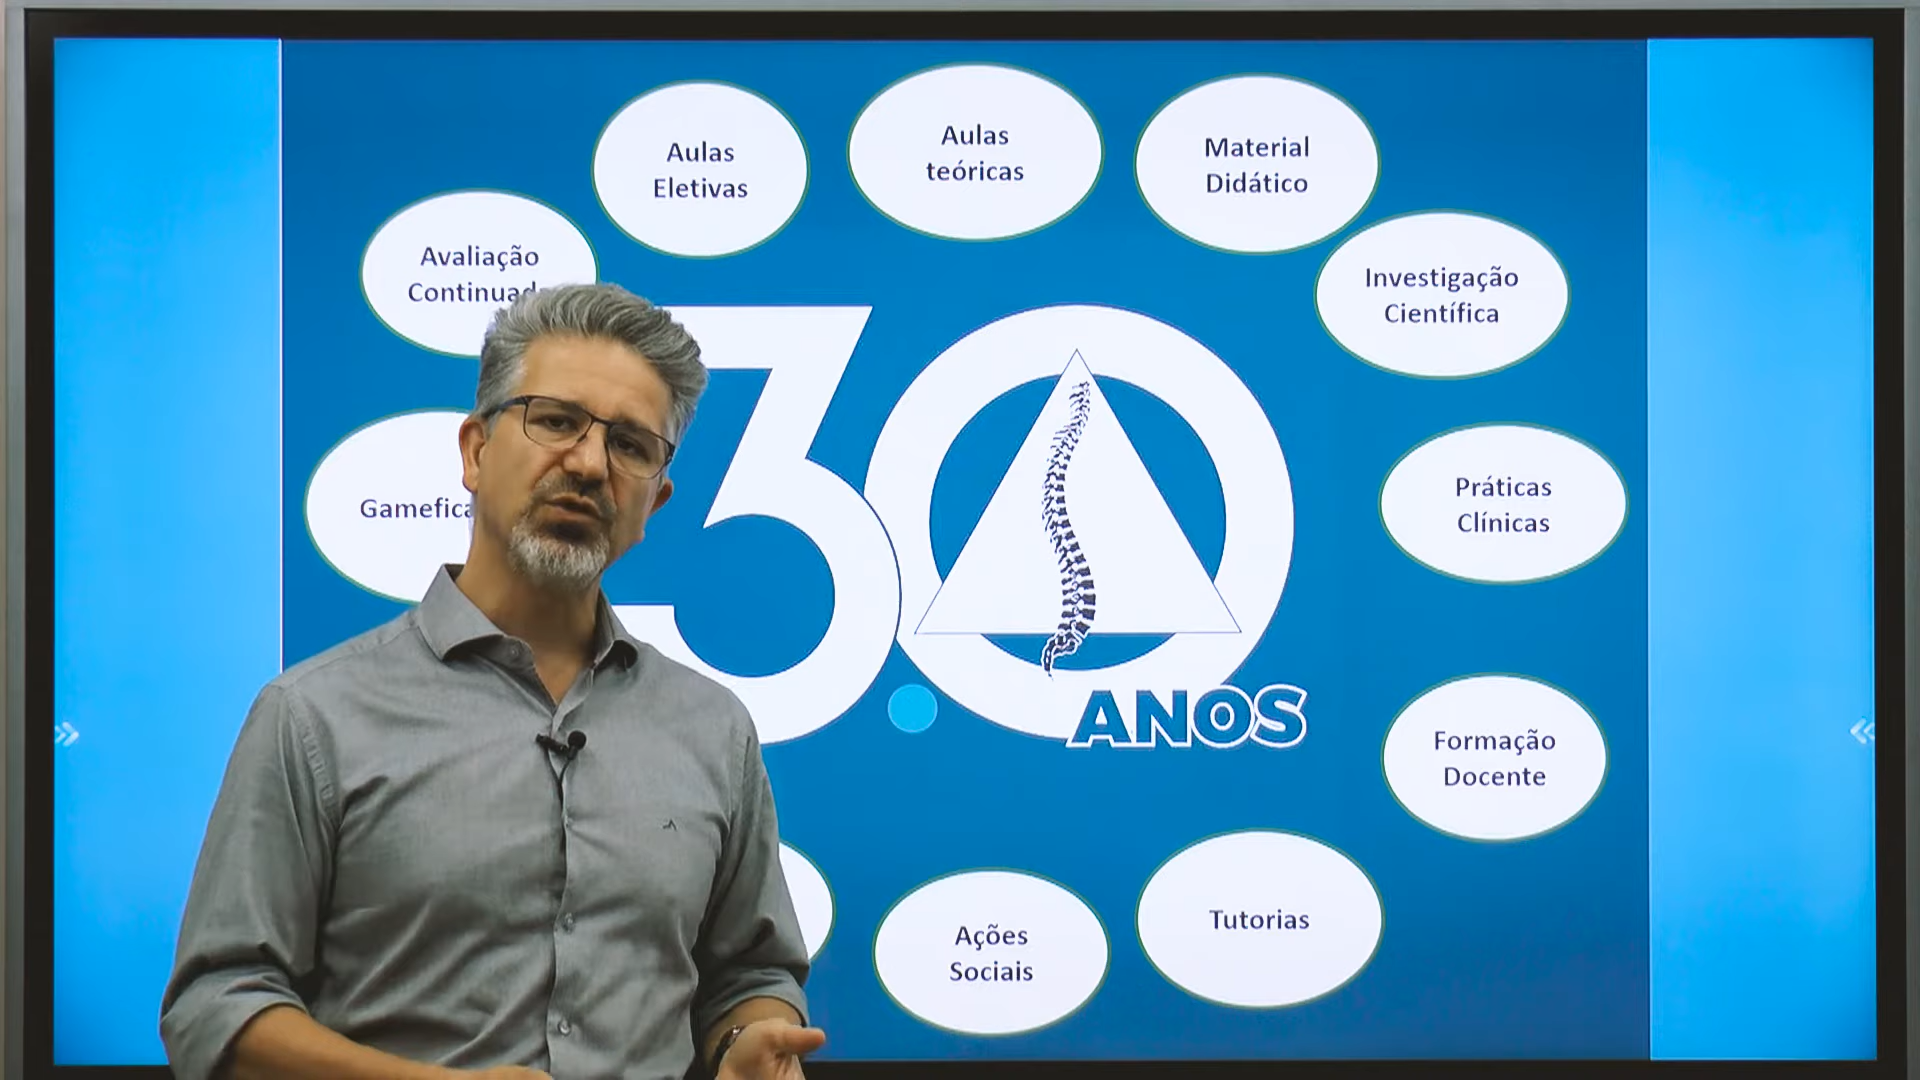 Aulas
Eletivas
Aulas
teóricas
Material
Didático
Avaliação
Investigação
Científica
30
Práticas
Clínicas
ANOS
Formação
Docente
Ações
Sociais
Tutorias